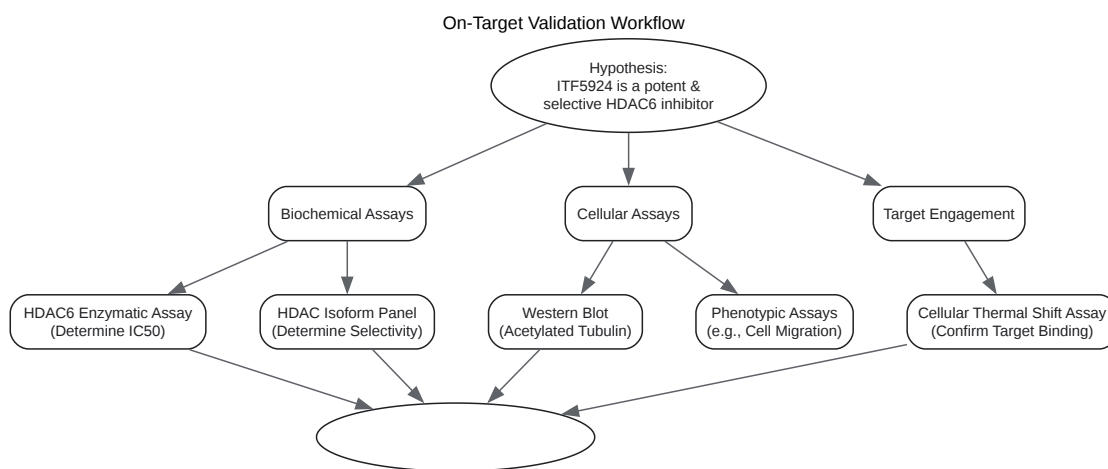 On-Target Validation Workflow
Hypothesis:
ITF5924 is a potent &
selective HDAC6 inhibitor
Biochemical Assays
Cellular Assays
Target Engagement
HDAC6 Enzymatic Assay
(Determine IC50)
HDAC Isoform Panel
(Determine Selectivity)
Western Blot
(Acetylated Tubulin)
Phenotypic Assays
(e.g., Cell Migration)
Cellular Thermal Shift Assay
(Confirm Target Binding)